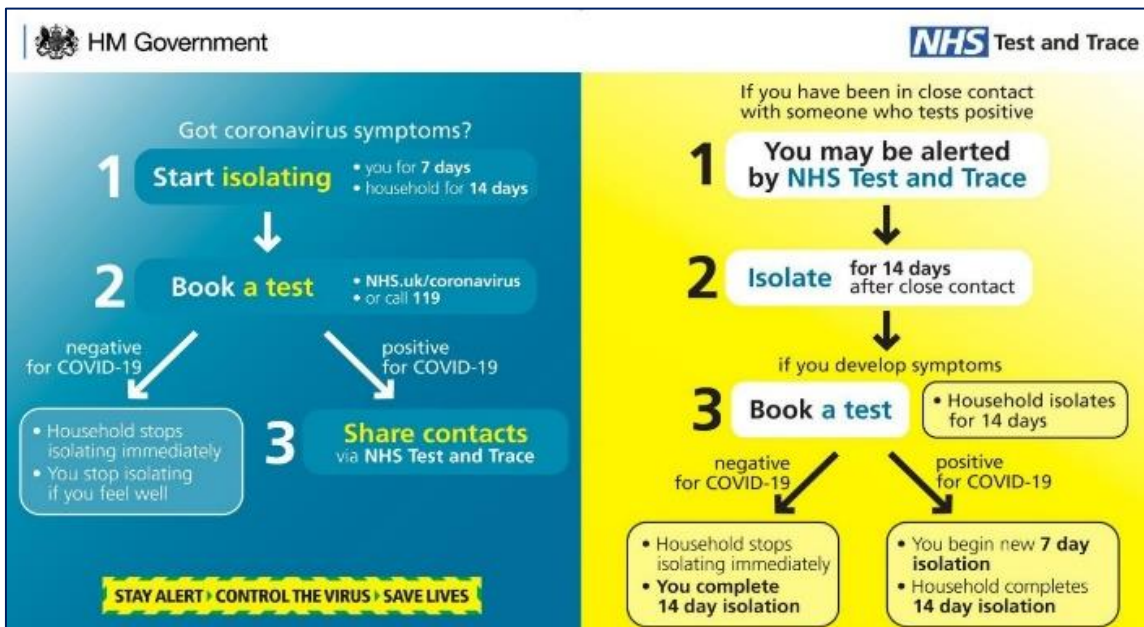 HM Government
NHS Test and Trace
Got coronavirus symptoms?
1 Start isolating
• you for 7 days
• household for 14 days
2 Book a test
• NHS.uk/coronavirus
• or call 119
negative
for COVID-19
positive
for COVID-19
• Household stops
isolating immediately
• You stop isolating
if you feel well
3 Share contacts
via NHS Test and Trace
STAY ALERT CONTROL THE VIRUS SAVE LIVES
If you have been in close contact
with someone who tests positive
1 You may be alerted
by NHS Test and Trace
2 Isolate
for 14 days
after close contact
if you develop symptoms
3 Book a test
• Household isolates
for 14 days
negative
for COVID-19
positive
for COVID-19
• Household stops
isolating immediately
• You complete
14 day isolation
• You begin new 7 day
isolation
• Household completes
14 day isolation